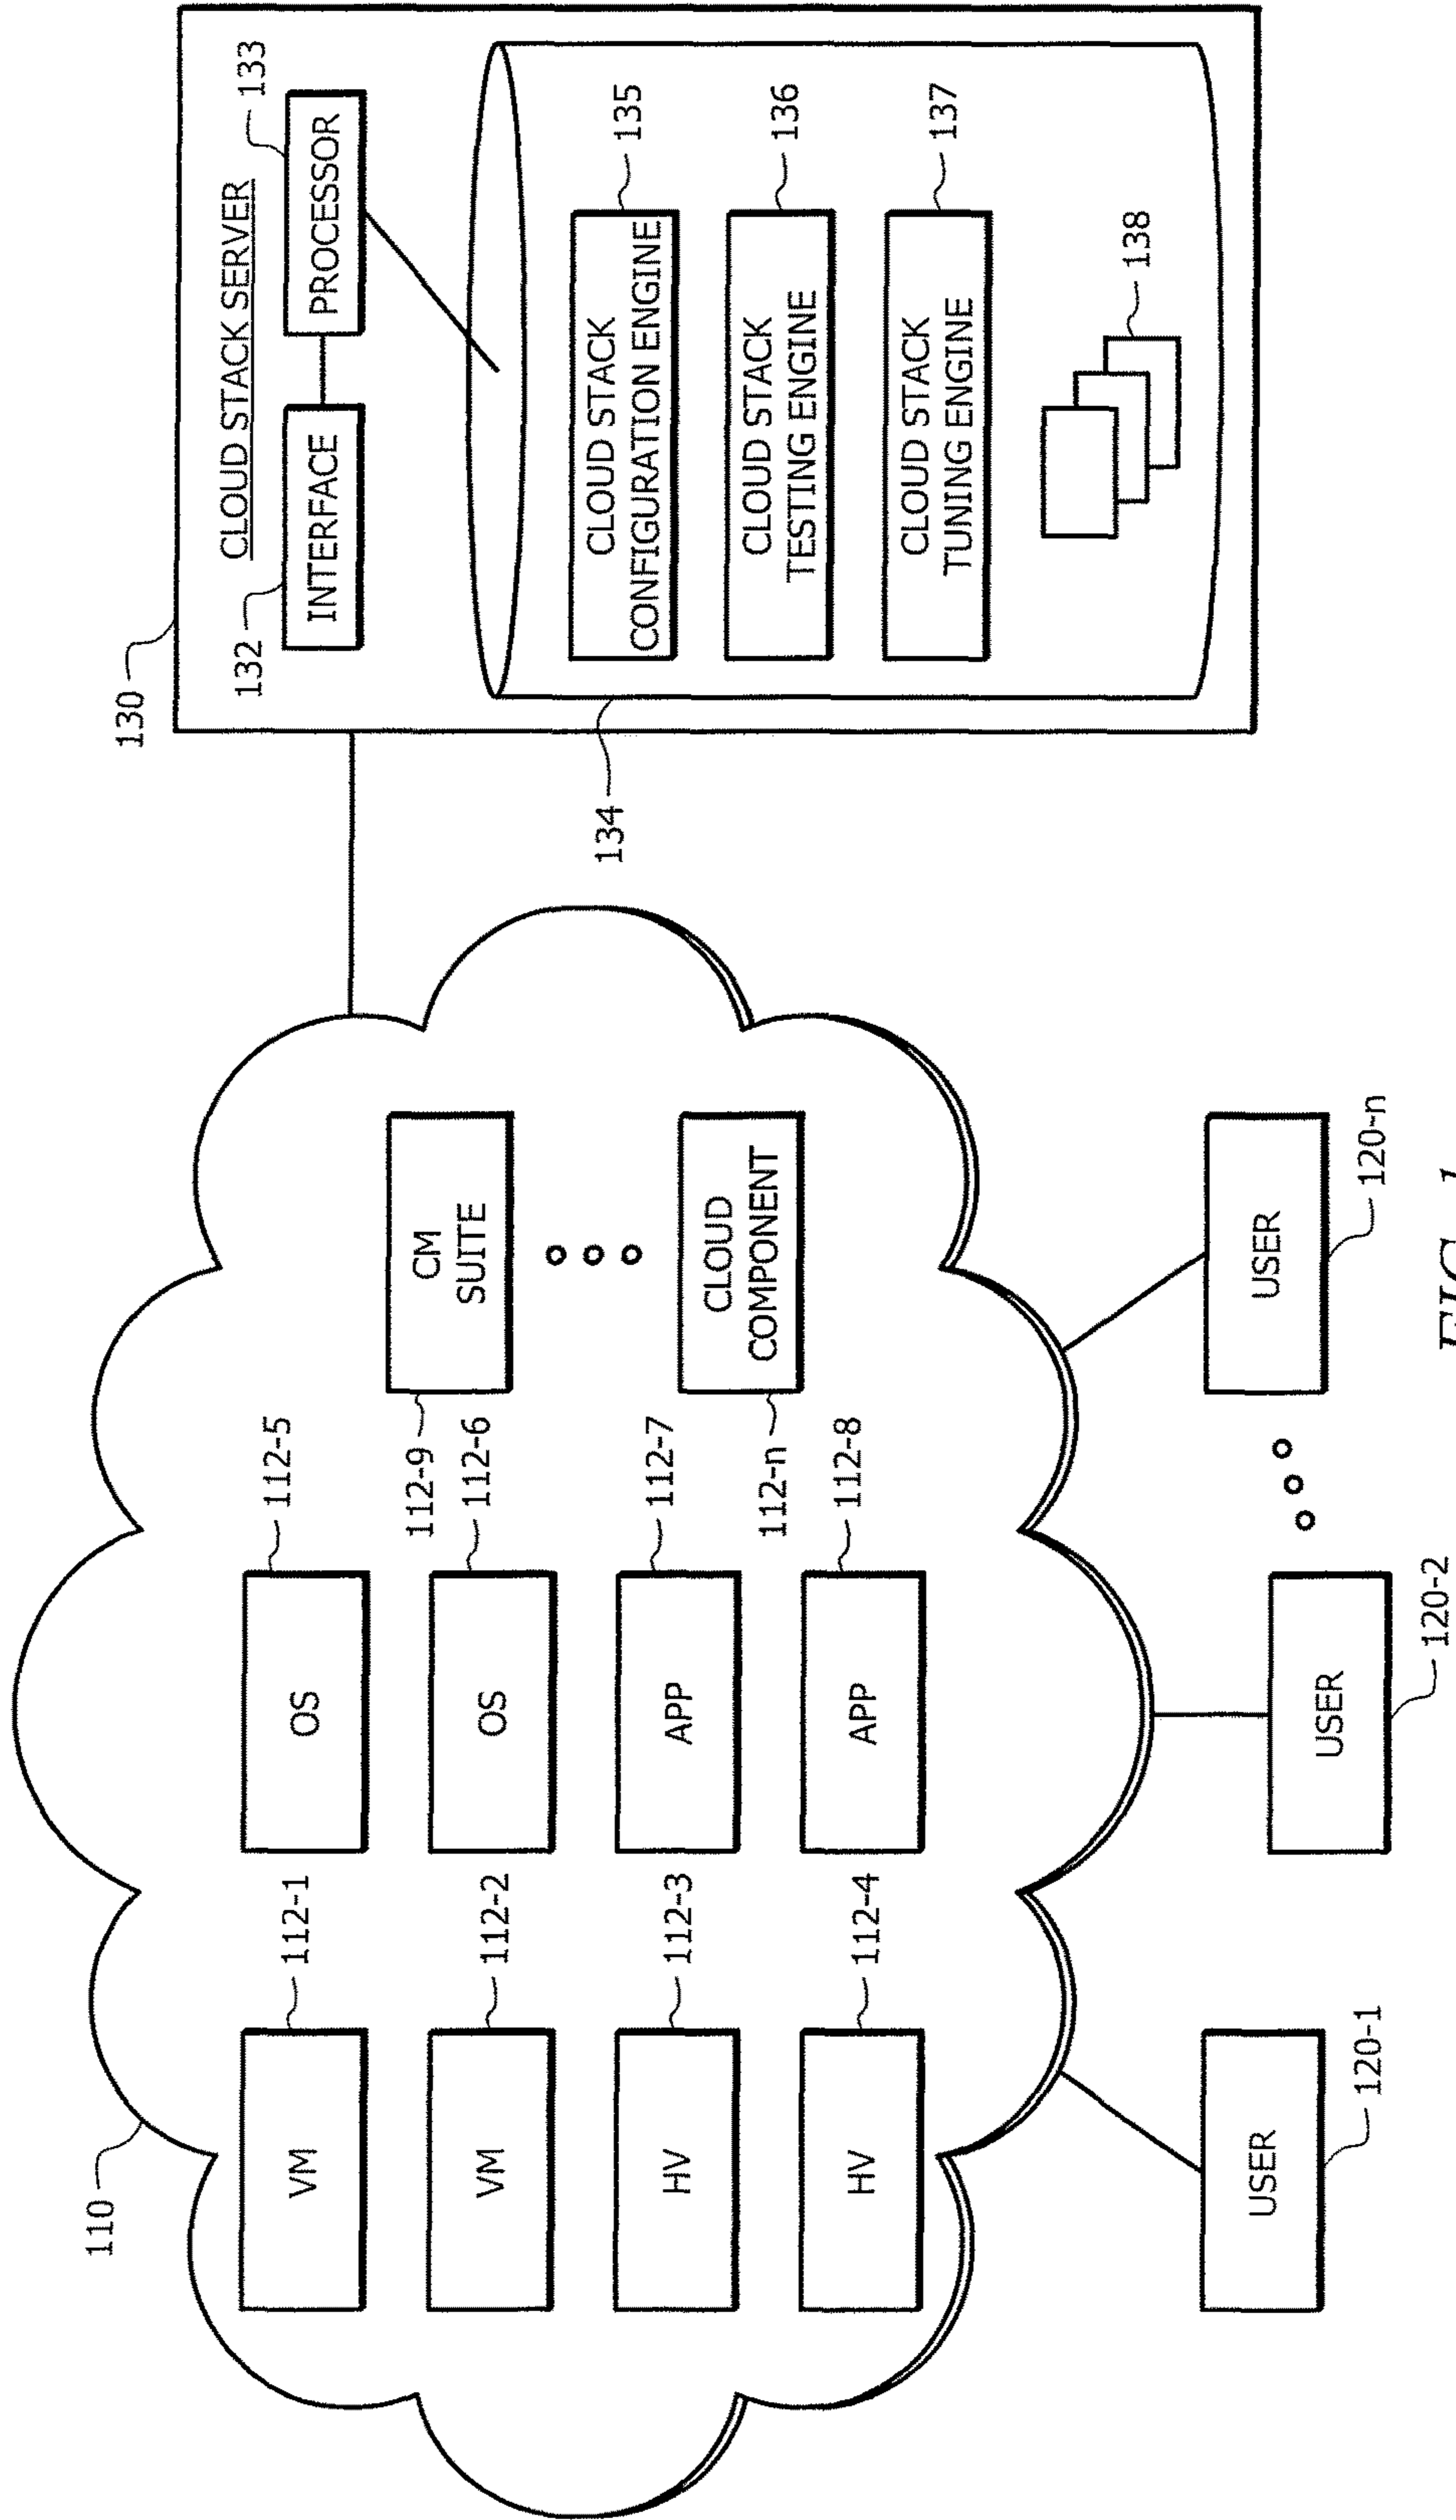 110
VM
112-1
VM
112-2
HV
112-3
HV
112-4
OS
112-5
OS
112-6
APP
112-7
APP
112-8
112-9
CM
SUITE
112-n
CLOUD
COMPONENT
USER
120-1
USER
120-2
USER
120-n
130
CLOUD STACK SERVER
132
INTERFACE
PROCESSOR
133
134
CLOUD STACK
CONFIGURATION ENGINE
135
CLOUD STACK
TESTING ENGINE
136
CLOUD STACK
TUNING ENGINE
137
138
FIG. 1